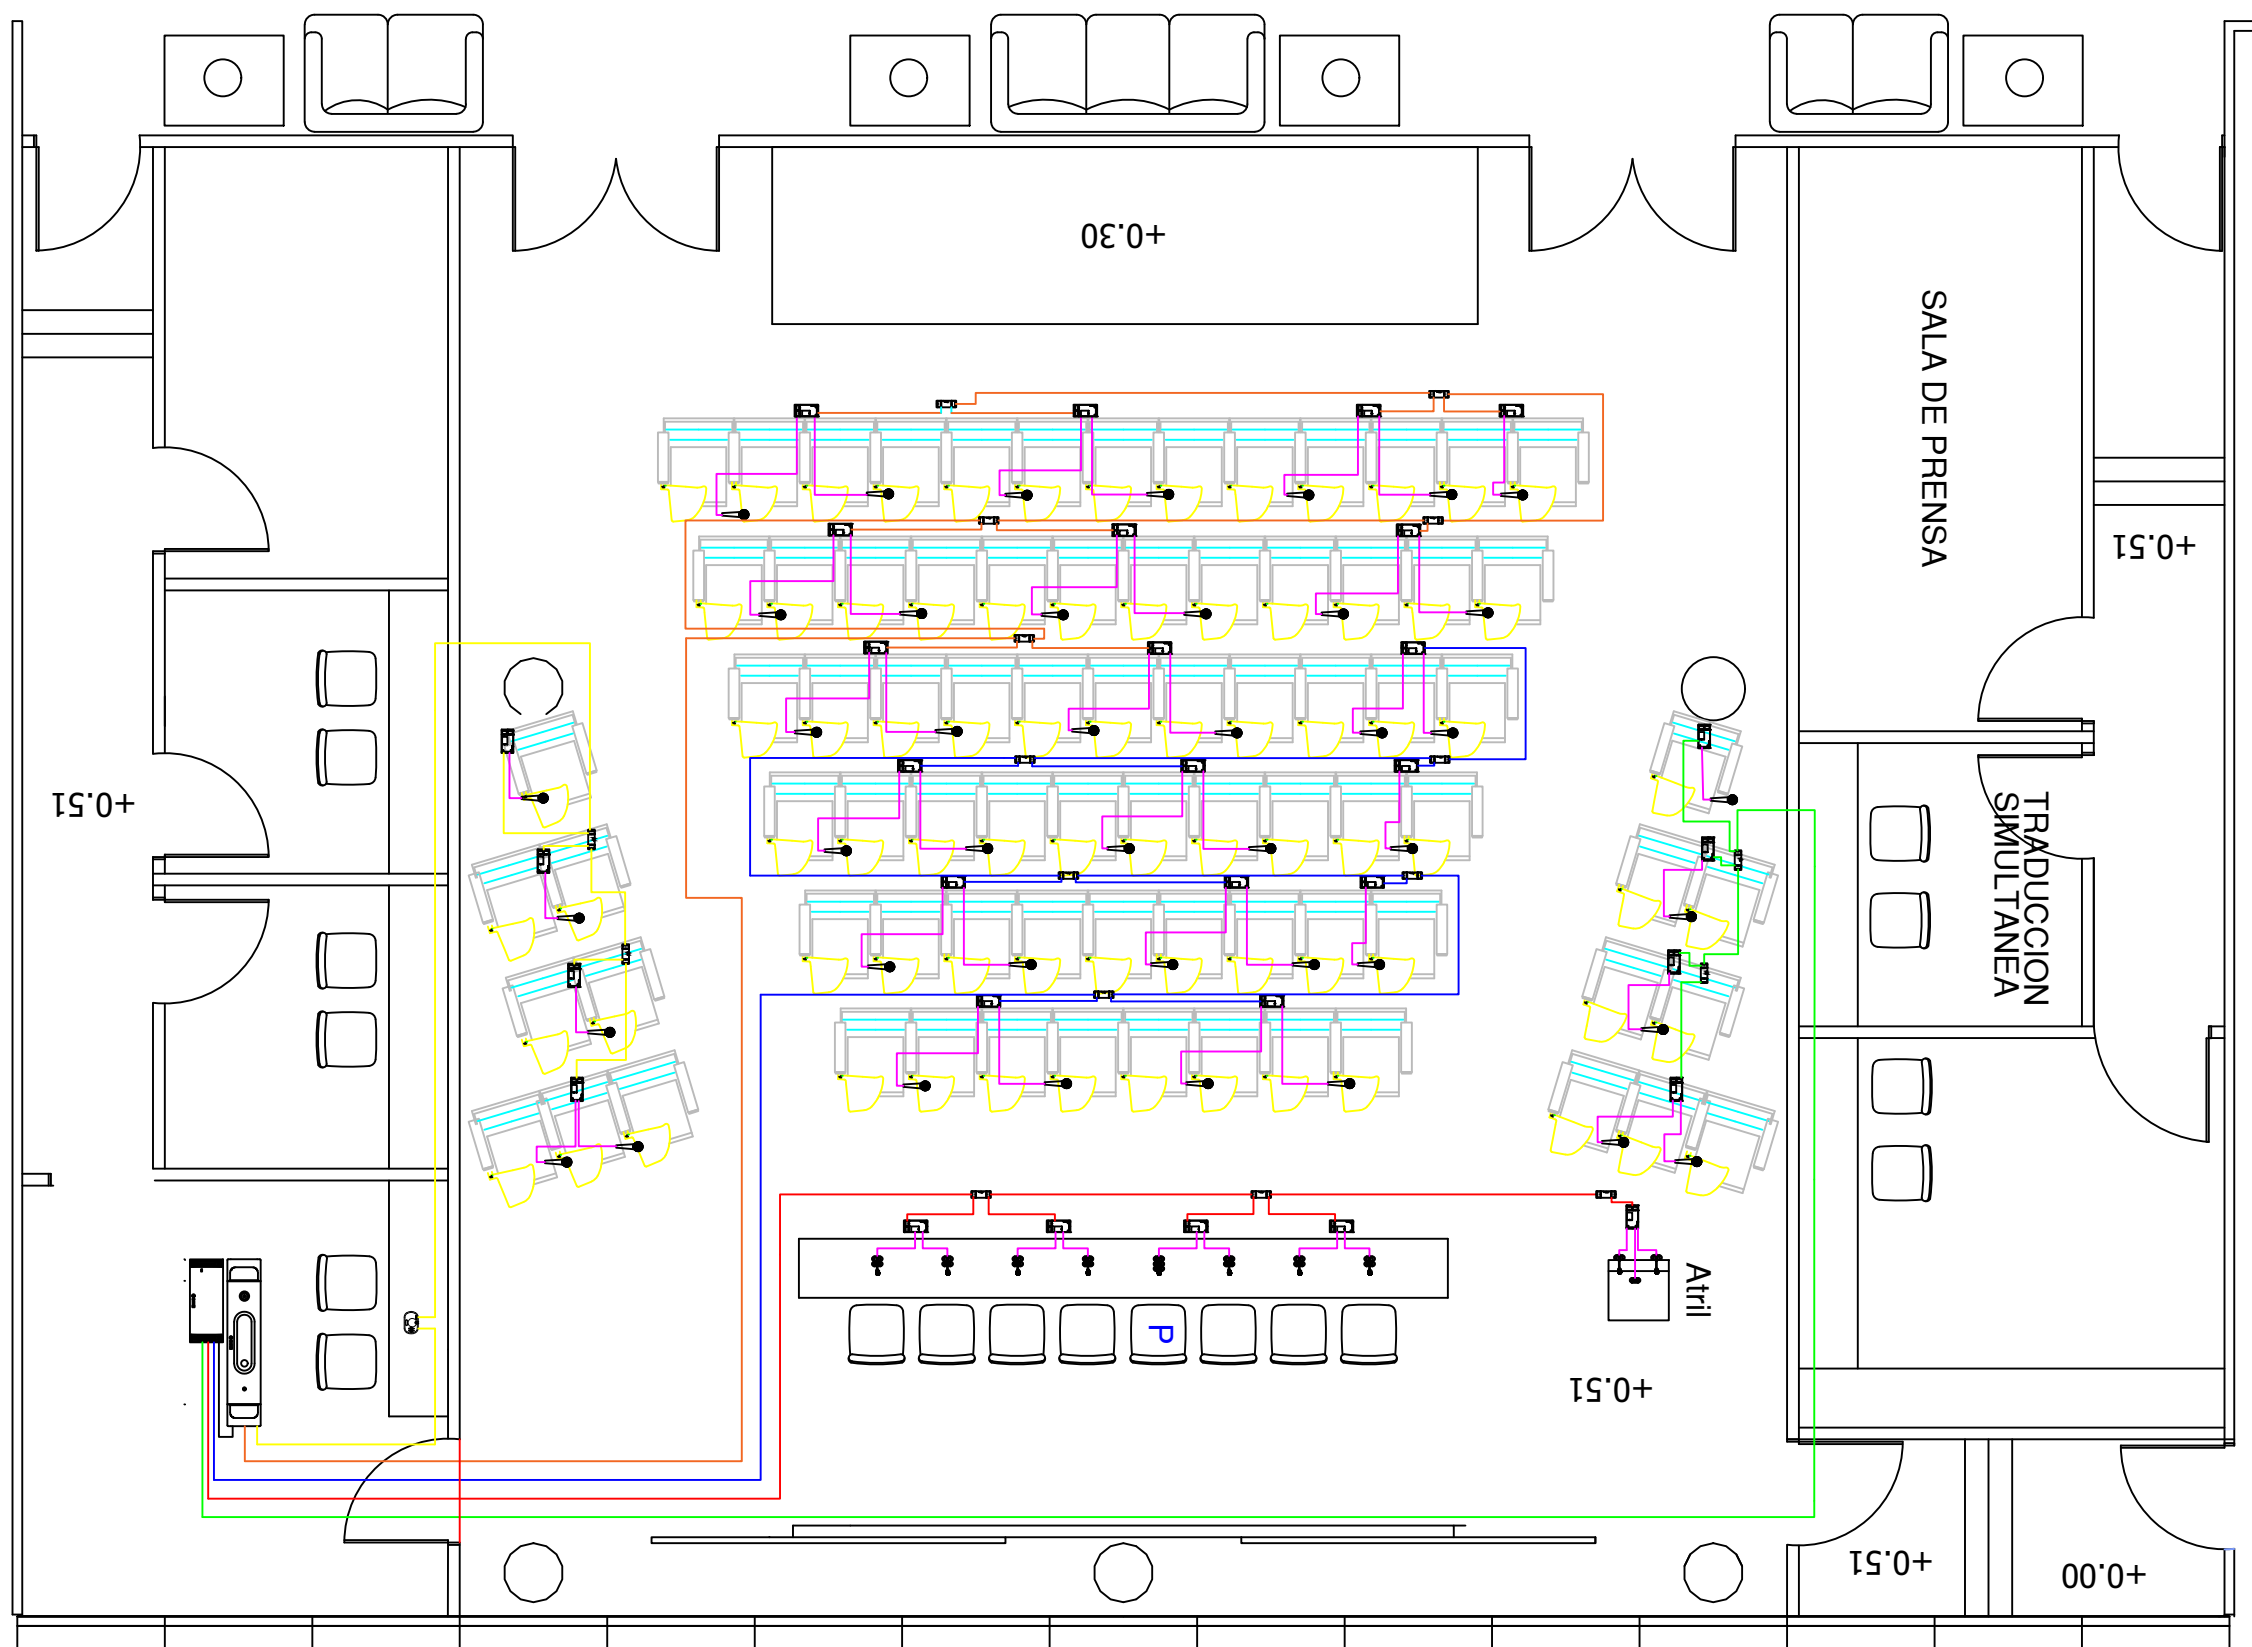 +0.30
SALA DE PRENSA
+0.51
+0.51
TRADUCCION
SIMULTANEA
Atril
P
+0.51
+0.51
+0.00